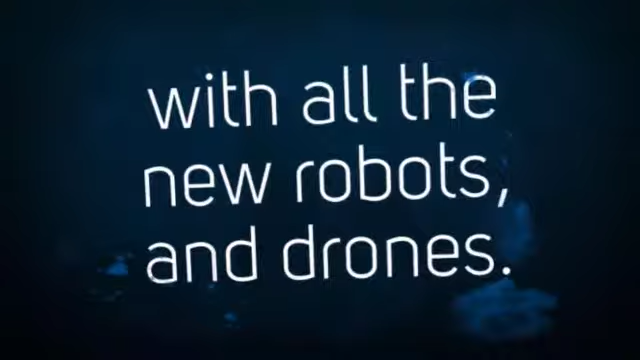 with all the
new robots,
and drones.